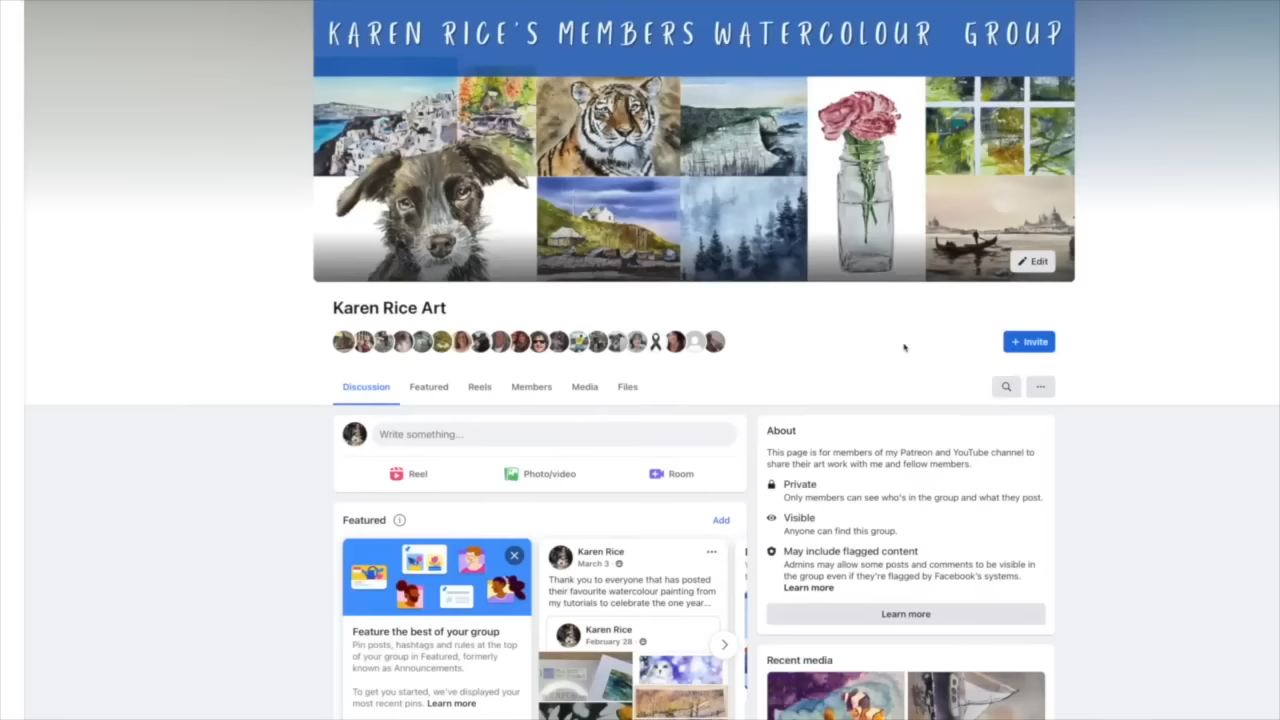 KAREN RICE'S MEMBERS WATERCOLOUR GROUP
Edit
Karen Rice Art
+ Invite
Discussion
Featured
Reels
Members
Media
Files
Write something...
Reel
Photo/video
Room
Featured
Add
Feature the best of your group
Pin posts, hashtags and rules at the top
of your group in Featured, formerly
known as Announcements.
To get you started, we've displayed your
most recent pins. Learn more
Karen Rice
March 3 ·
Thank you to everyone that has posted
their favourite watercolour painting from
my tutorials to celebrate the one year...
Karen Rice
February 28 ·
About
This page is for members of my Patreon and YouTube channel to
share their art work with me and fellow members.
Private
Only members can see who's in the group and what they post.
Visible
Anyone can find this group.
May include flagged content
Admins may allow some posts and comments to be visible in
the group even if they're flagged by Facebook's systems.
Learn more
Learn more
Recent media